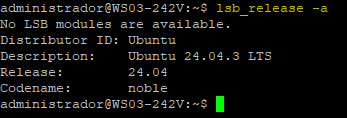 administrador@WS03-242V:~$ lsb_release -a
No LSB modules are available.
Distributor ID: Ubuntu
Description:    Ubuntu 24.04.3 LTS
Release:        24.04
Codename:       noble
administrador@WS03-242V:~$